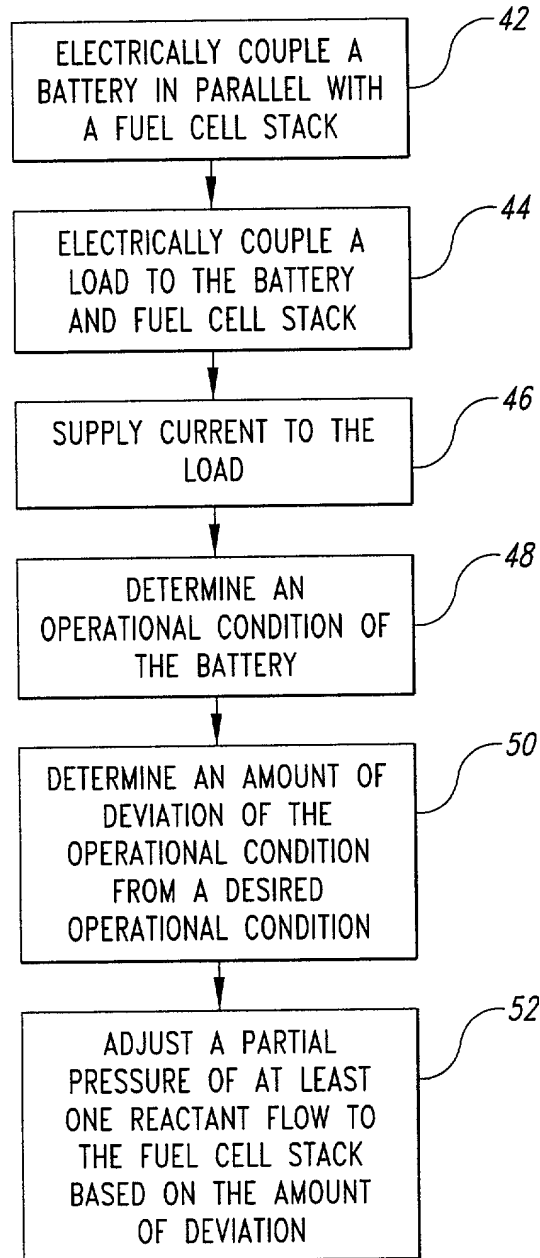 42
ELECTRICALLY COUPLE A
BATTERY IN PARALLEL WITH
A FUEL CELL STACK
44
ELECTRICALLY COUPLE A
LOAD TO THE BATTERY
AND FUEL CELL STACK
46
SUPPLY CURRENT TO THE
LOAD
48
DETERMINE AN
OPERATIONAL CONDITION OF
THE BATTERY
50
DETERMINE AN AMOUNT OF
DEVIATION OF THE
OPERATIONAL CONDITION
FROM A DESIRED
OPERATIONAL CONDITION
52
ADJUST A PARTIAL
PRESSURE OF AT LEAST
ONE REACTANT FLOW TO
THE FUEL CELL STACK
BASED ON THE AMOUNT
OF DEVIATION